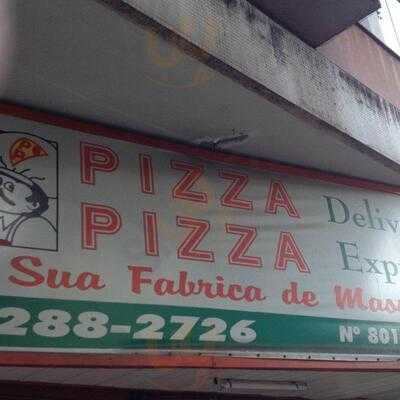 PIZZA
PIZZA
Sua Fabrica de
288-2726 Nº 801